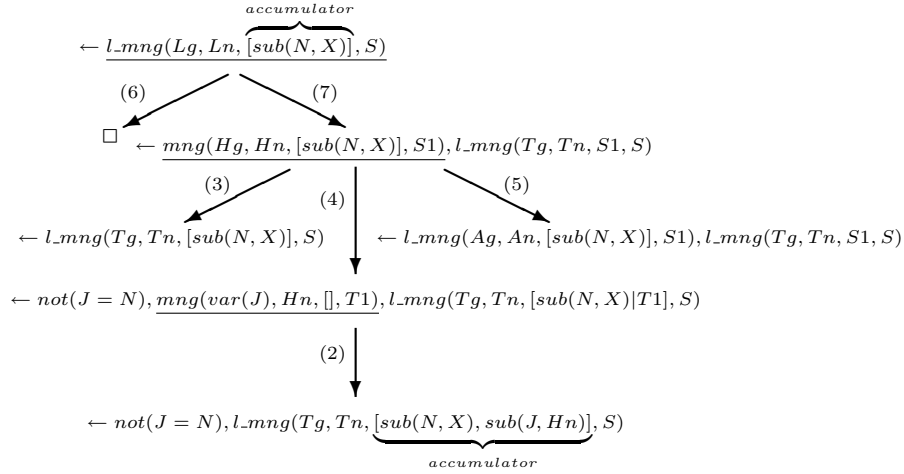 accumulator
← l_mng(Lg, Ln, [sub(N, X)], S)
(6) (7)
□
← mng(Hg, Hn, [sub(N, X)], S1), l_mng(Tg, Tn, S1, S)
(3) (4) (5)
← l_mng(Tg, Tn, [sub(N, X)], S) ← l_mng(Ag, An, [sub(N, X)], S1), l_mng(Tg, Tn, S1, S)
← not(J = N), mng(var(J), Hn, [], T1), l_mng(Tg, Tn, [sub(N, X)|T1], S)
(2)
← not(J = N), l_mng(Tg, Tn, [sub(N, X), sub(J, Hn)], S)
accumulator